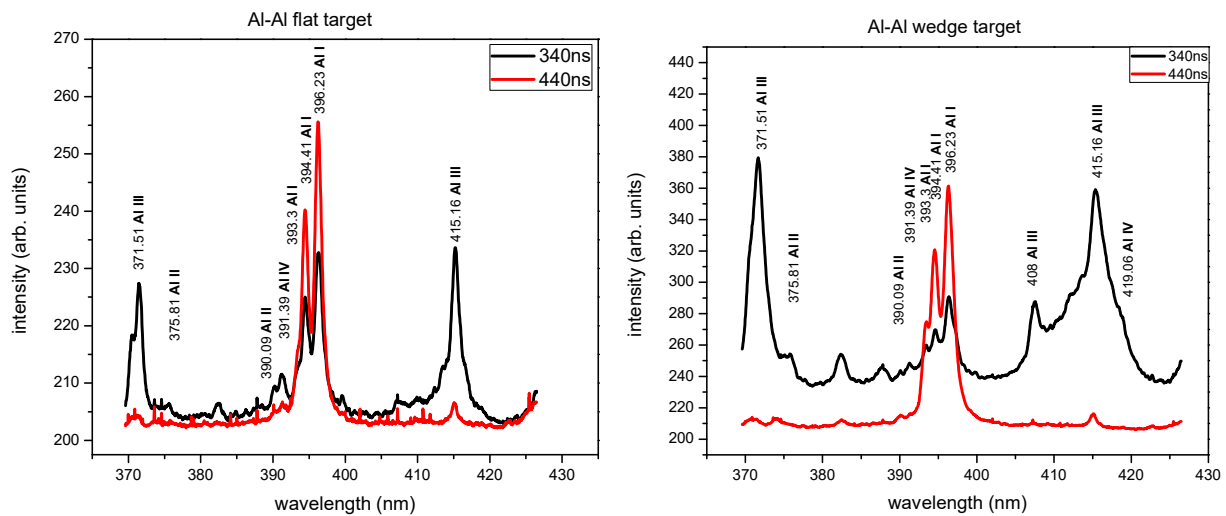 Al-Al flat target
270
260
250
240
230
220
210
200
370
380
390
400
410
420
430
intensity (arb. units)
wavelength (nm)
340ns
440ns
371.51 Al III
375.81 Al II
390.09 Al II
391.39 Al IV
393.3 Al I
394.41 Al I
396.23 Al I
415.16 Al III
Al-Al wedge target
440
420
400
380
360
340
320
300
280
260
240
220
200
370
380
390
400
410
420
430
intensity (arb. units)
wavelength (nm)
340ns
440ns
371.51 Al III
375.81 Al II
390.09 Al II
391.39 Al IV
393.3 Al I
394.41 Al I
396.23 Al I
408 Al III
415.16 Al III
419.06 Al IV